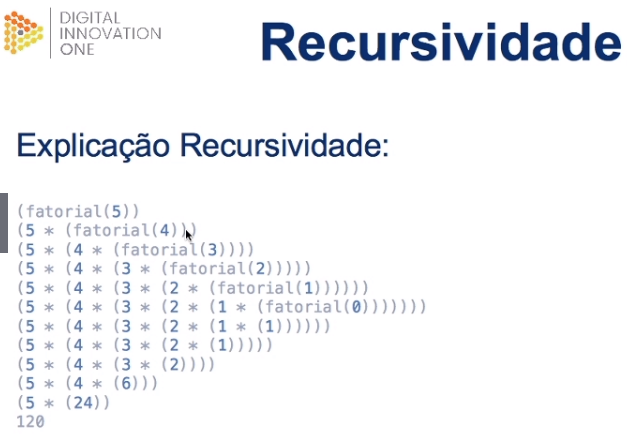 DIGITAL
INNOVATION
ONE
Recursividade
Explicação Recursividade:
(fatorial(5))
(5 * (fatorial(4)))
(5 * (4 * (fatorial(3))))
(5 * (4 * (3 * (fatorial(2)))))
(5 * (4 * (3 * (2 * (fatorial(1))))))
(5 * (4 * (3 * (2 * (1 * (fatorial(0)))))))
(5 * (4 * (3 * (2 * (1 * (1))))))
(5 * (4 * (3 * (2 * (1)))))
(5 * (4 * (3 * (2))))
(5 * (4 * (6)))
(5 * (24))
120